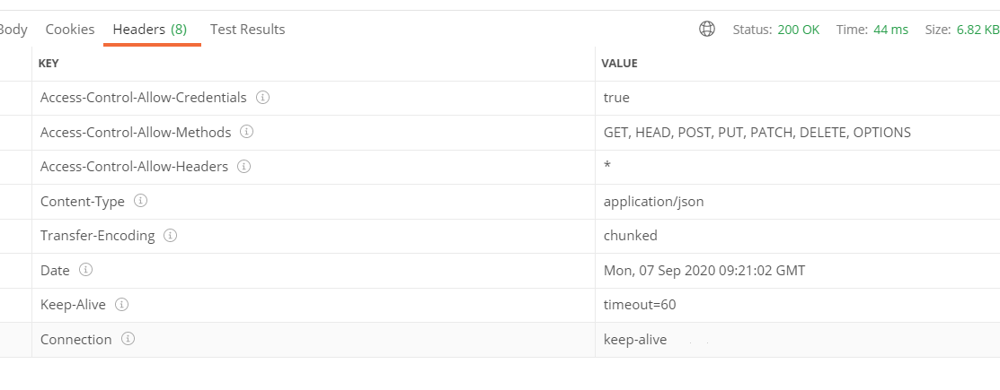 Body Cookies Headers (8) Test Results Status: 200 OK Time: 44 ms Size: 6.82 KB
KEY VALUE
Access-Control-Allow-Credentials true
Access-Control-Allow-Methods GET, HEAD, POST, PUT, PATCH, DELETE, OPTIONS
Access-Control-Allow-Headers *
Content-Type application/json
Transfer-Encoding chunked
Date Mon, 07 Sep 2020 09:21:02 GMT
Keep-Alive timeout=60
Connection keep-alive